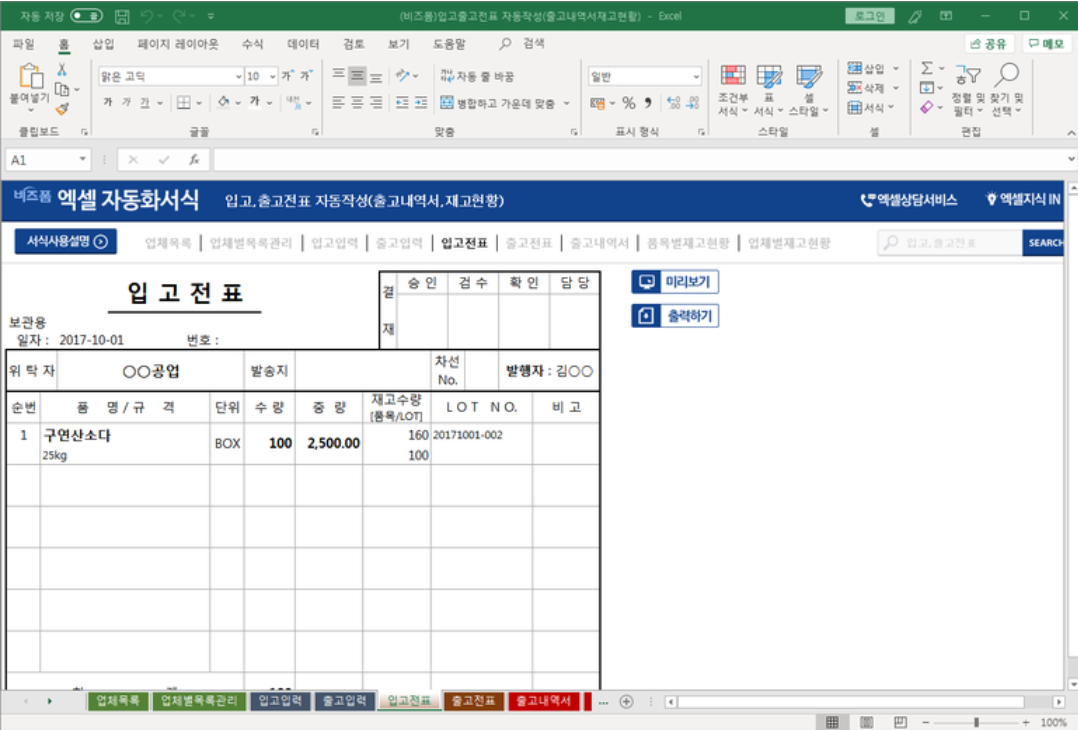 자동 저장 끔 (비즈폼)입고출고전표 자동작성(출고내역서재고현황) - Excel 로그인
파일 홈 삽입 페이지 레이아웃 수식 데이터 검토 보기 도움말 검색 공유 메모
붙여넣기 맑은 고딕 10 가 가 자동 줄 바꿈 일반 조건부 서식 표 서식 셀 스타일 삽입 Σ 정렬 및 필터 찾기 및 선택
가 가 가 가 병합하고 가운데 맞춤 % 삭제
서식
클립보드 글꼴 맞춤 표시 형식 스타일 셀 편집
A1 fx
비즈폼 엑셀 자동화서식 입고,출고전표 자동작성(출고내역서,재고현황) 엑셀상담서비스 엑셀지식 IN
서식사용설명 업체목록 | 업체별목록관리 | 입고입력 | 출고입력 | 입고전표 | 출고전표 | 출고내역서 | 품목별재고현황 | 업체별재고현황 입고,출고전표 SEARCH
입고전표
결재 승인 검수 확인 담당
미리보기
출력하기
보관용
일자 : 2017-10-01 번호 :
위탁자 ○○공업 발송지 차선 No. 발행자 : 김○○
순번 품 명 / 규 격 단위 수량 중 량 재고수량 [품목/LOT] LOT NO. 비고
1 구연산소다 BOX 100 2,500.00 160 20171001-002
25kg 100
업체목록 업체별목록관리 입고입력 출고입력 입고전표 출고전표 출고내역서 ...
- + 100%